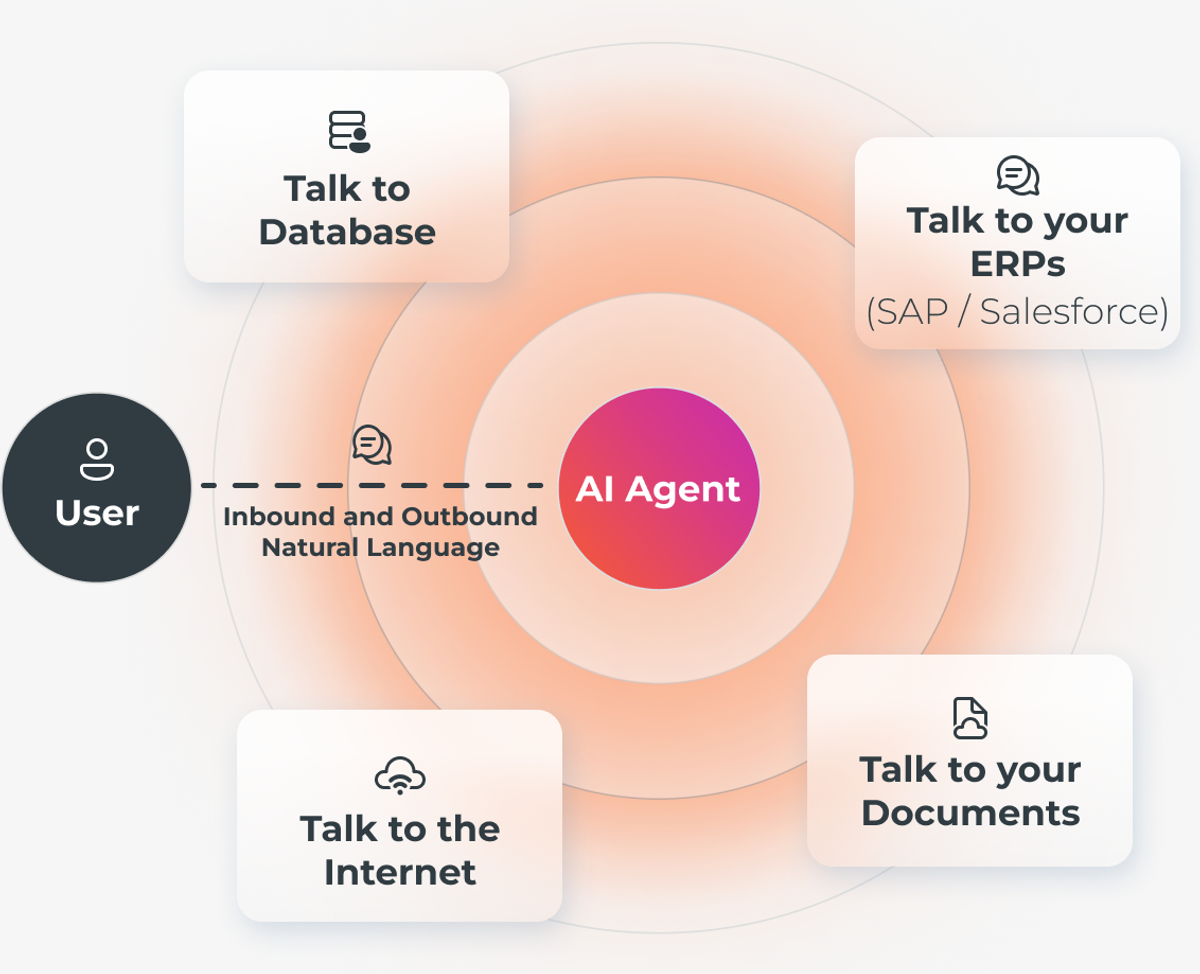 Talk to
Database
Talk to your
ERPs
(SAP / Salesforce)
User
Inbound and Outbound
Natural Language
AI Agent
Talk to the
Internet
Talk to your
Documents